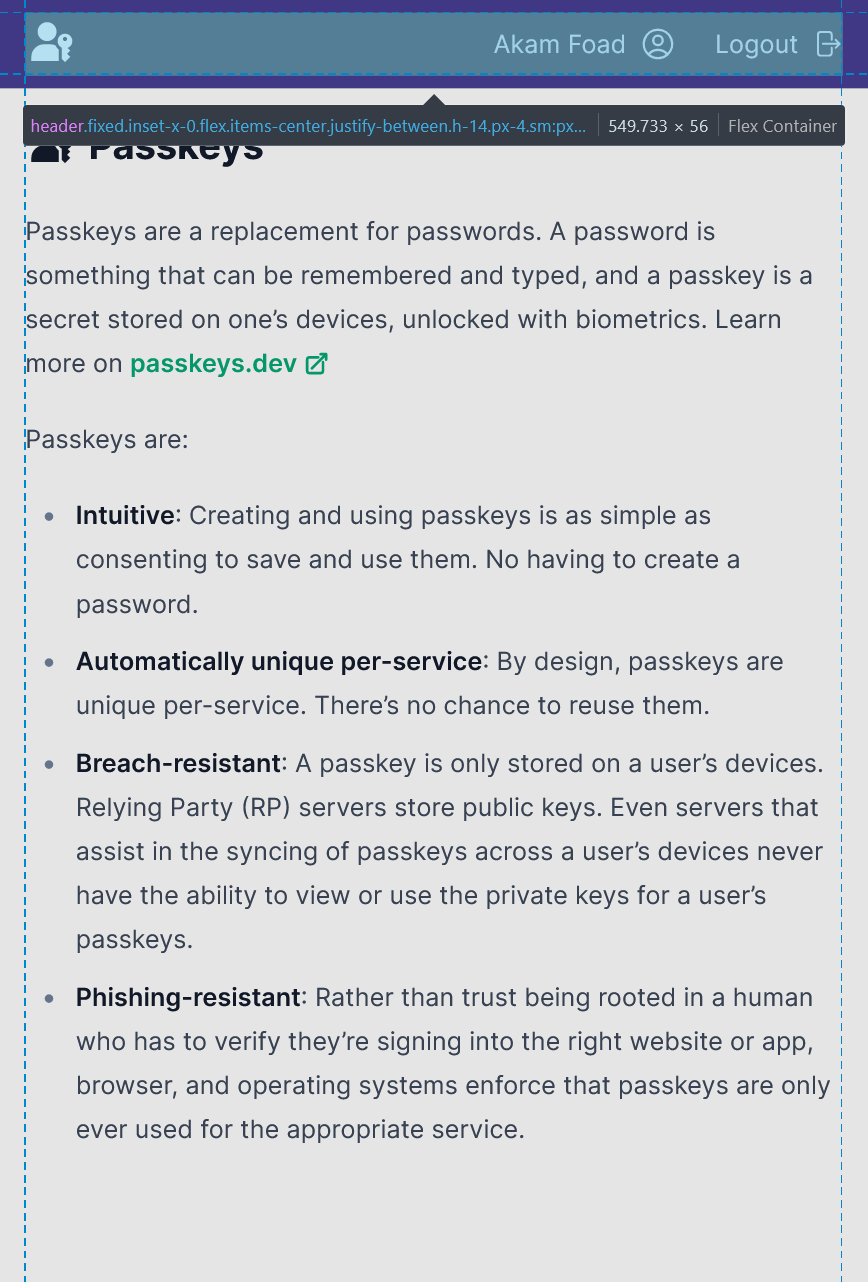 Akam Foad
Logout
header.fixed.inset-x-0.flex.items-center.justify-between.h-14.px-4.sm:px... 549.733 × 56 Flex Container
Passkeys
Passkeys are a replacement for passwords. A password is
something that can be remembered and typed, and a passkey is a
secret stored on one’s devices, unlocked with biometrics. Learn
more on passkeys.dev
Passkeys are:
• Intuitive: Creating and using passkeys is as simple as
consenting to save and use them. No having to create a
password.
• Automatically unique per-service: By design, passkeys are
unique per-service. There’s no chance to reuse them.
• Breach-resistant: A passkey is only stored on a user’s devices.
Relying Party (RP) servers store public keys. Even servers that
assist in the syncing of passkeys across a user’s devices never
have the ability to view or use the private keys for a user’s
passkeys.
• Phishing-resistant: Rather than trust being rooted in a human
who has to verify they’re signing into the right website or app,
browser, and operating systems enforce that passkeys are only
ever used for the appropriate service.